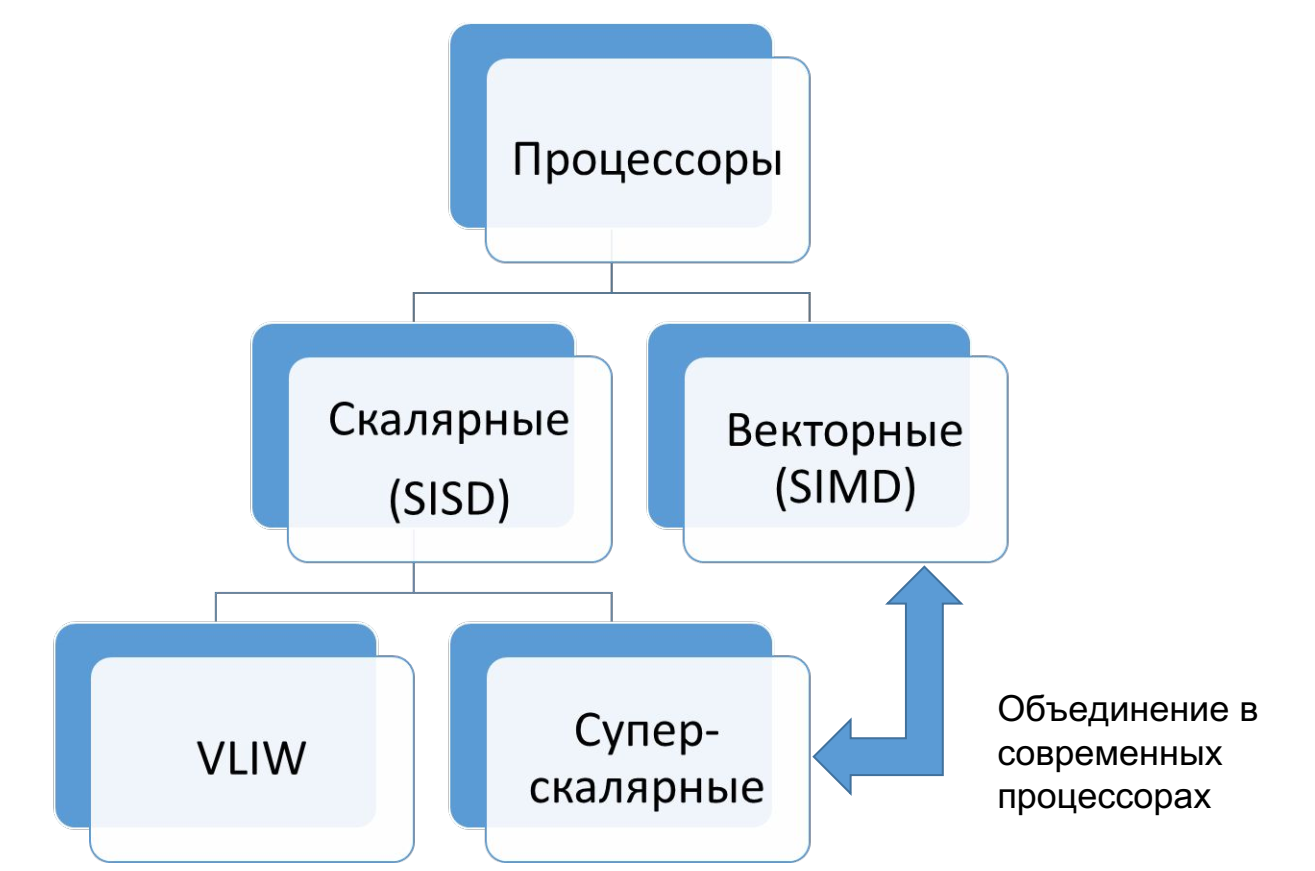 Процессоры
Скалярные
(SISD)
Векторные
(SIMD)
VLIW
Супер-
скалярные
Объединение в
современных
процессорах